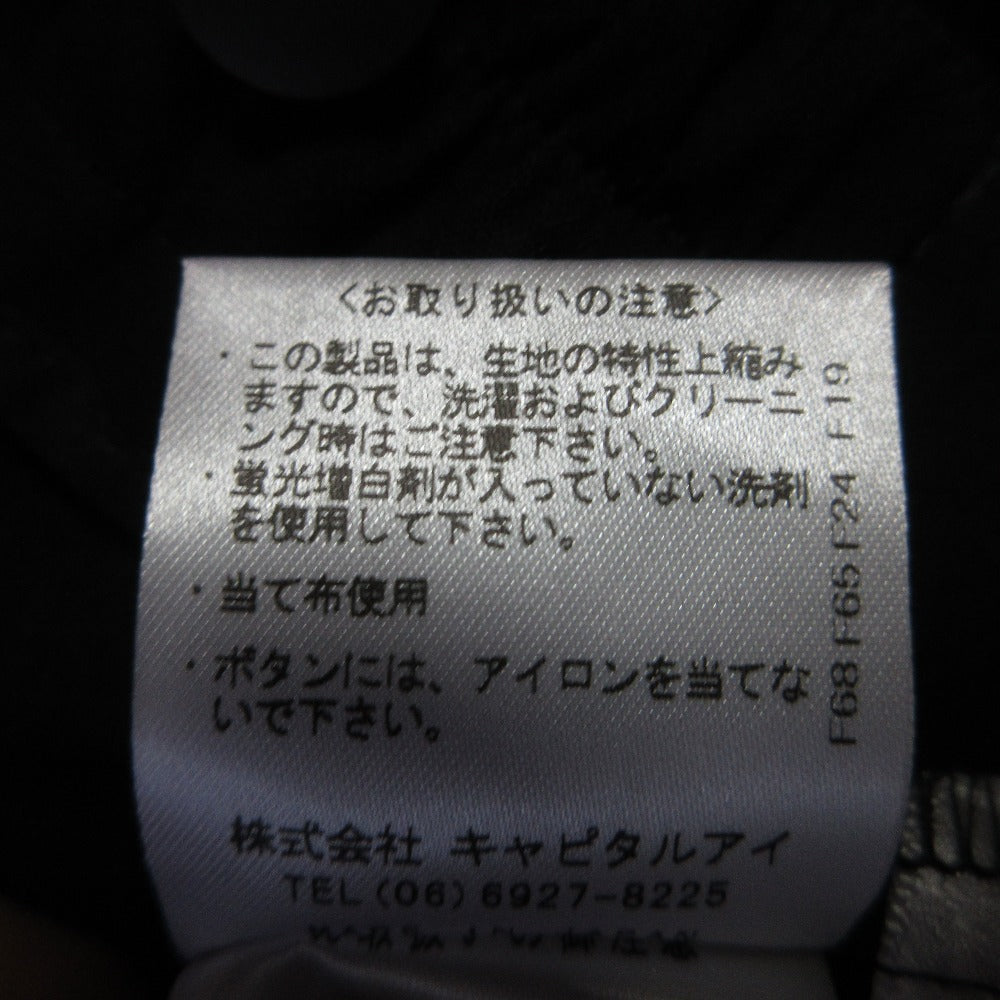 <お取り扱いの注意>
・この製品は、生地の特性上縮み
ますので、洗濯およびクリーニ
ング時はご注意下さい。
・蛍光増白剤が入っていない洗剤
を使用して下さい。
・当て布使用
・ボタンには、アイロンを当てな
いで下さい。
F68 F65 F24 F19
株式会社 キャピタルアイ
TEL(06)6927-8225